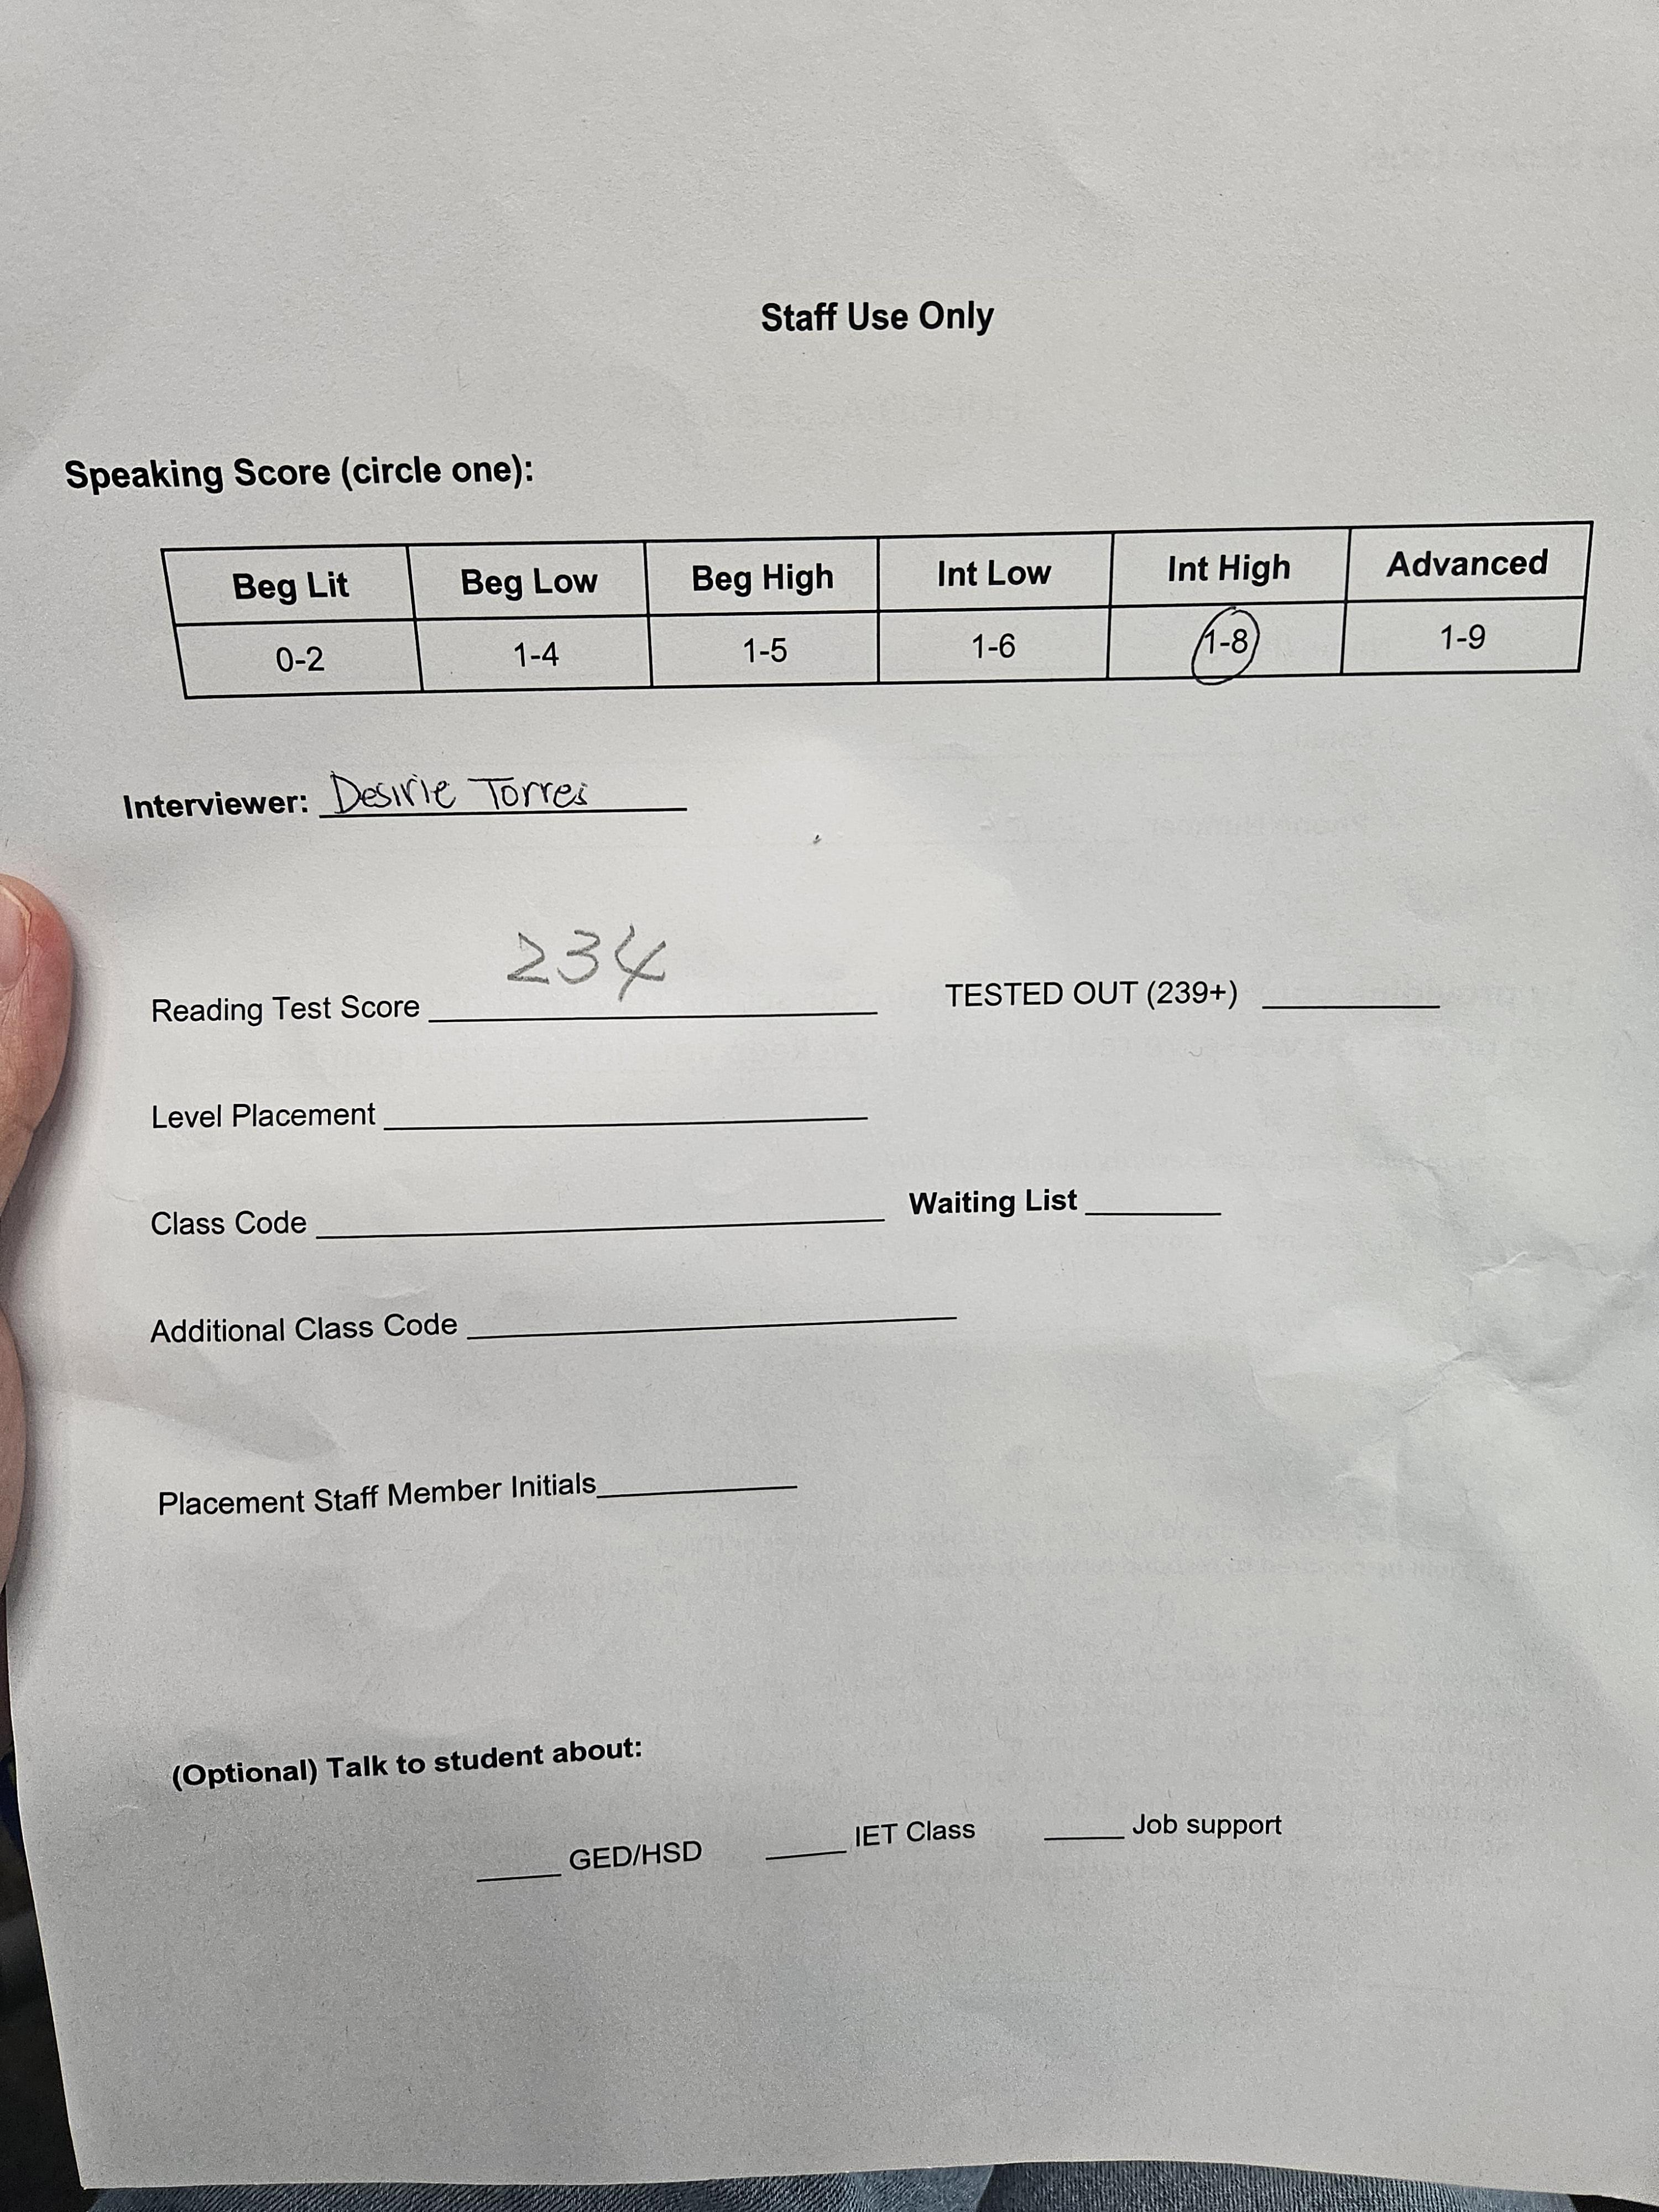 Staff Use Only
Speaking Score (circle one):
Beg Lit Beg Low Beg High Int Low Int High Advanced
0-2 1-4 1-5 1-6 1-8 1-9
Interviewer: Desirie Torres
234
Reading Test Score TESTED OUT (239+)
Level Placement
Class Code Waiting List
Additional Class Code
Placement Staff Member Initials
(Optional) Talk to student about:
GED/HSD IET Class Job support